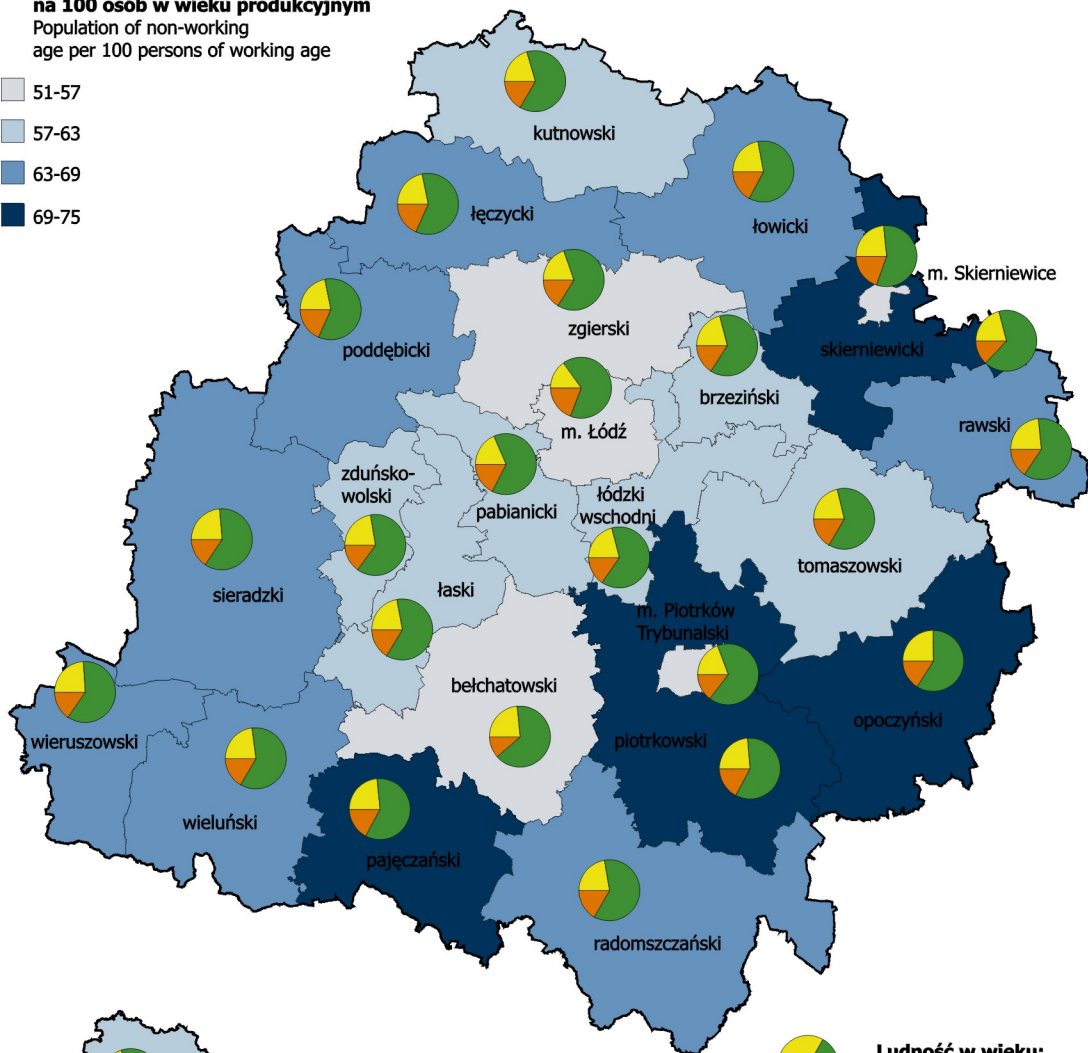 na 100 osób w wieku produkcyjnym
Population of non-working
age per 100 persons of working age
51-57
57-63
63-69
69-75
kutnowski
łęczycki
łowicki
m. Skierniewice
zgierski
poddębicki
skierniewicki
brzeziński
rawski
m. Łódź
zduńsko-
wolski
łódzki
wschodni
pabianicki
tomaszowski
łaski
sieradzki
m. Piotrków
Trybunalski
bełchatowski
opoczyński
wieruszowski
piotrkowski
wieluński
pajęczański
radomszczański
Ludność w wieku: